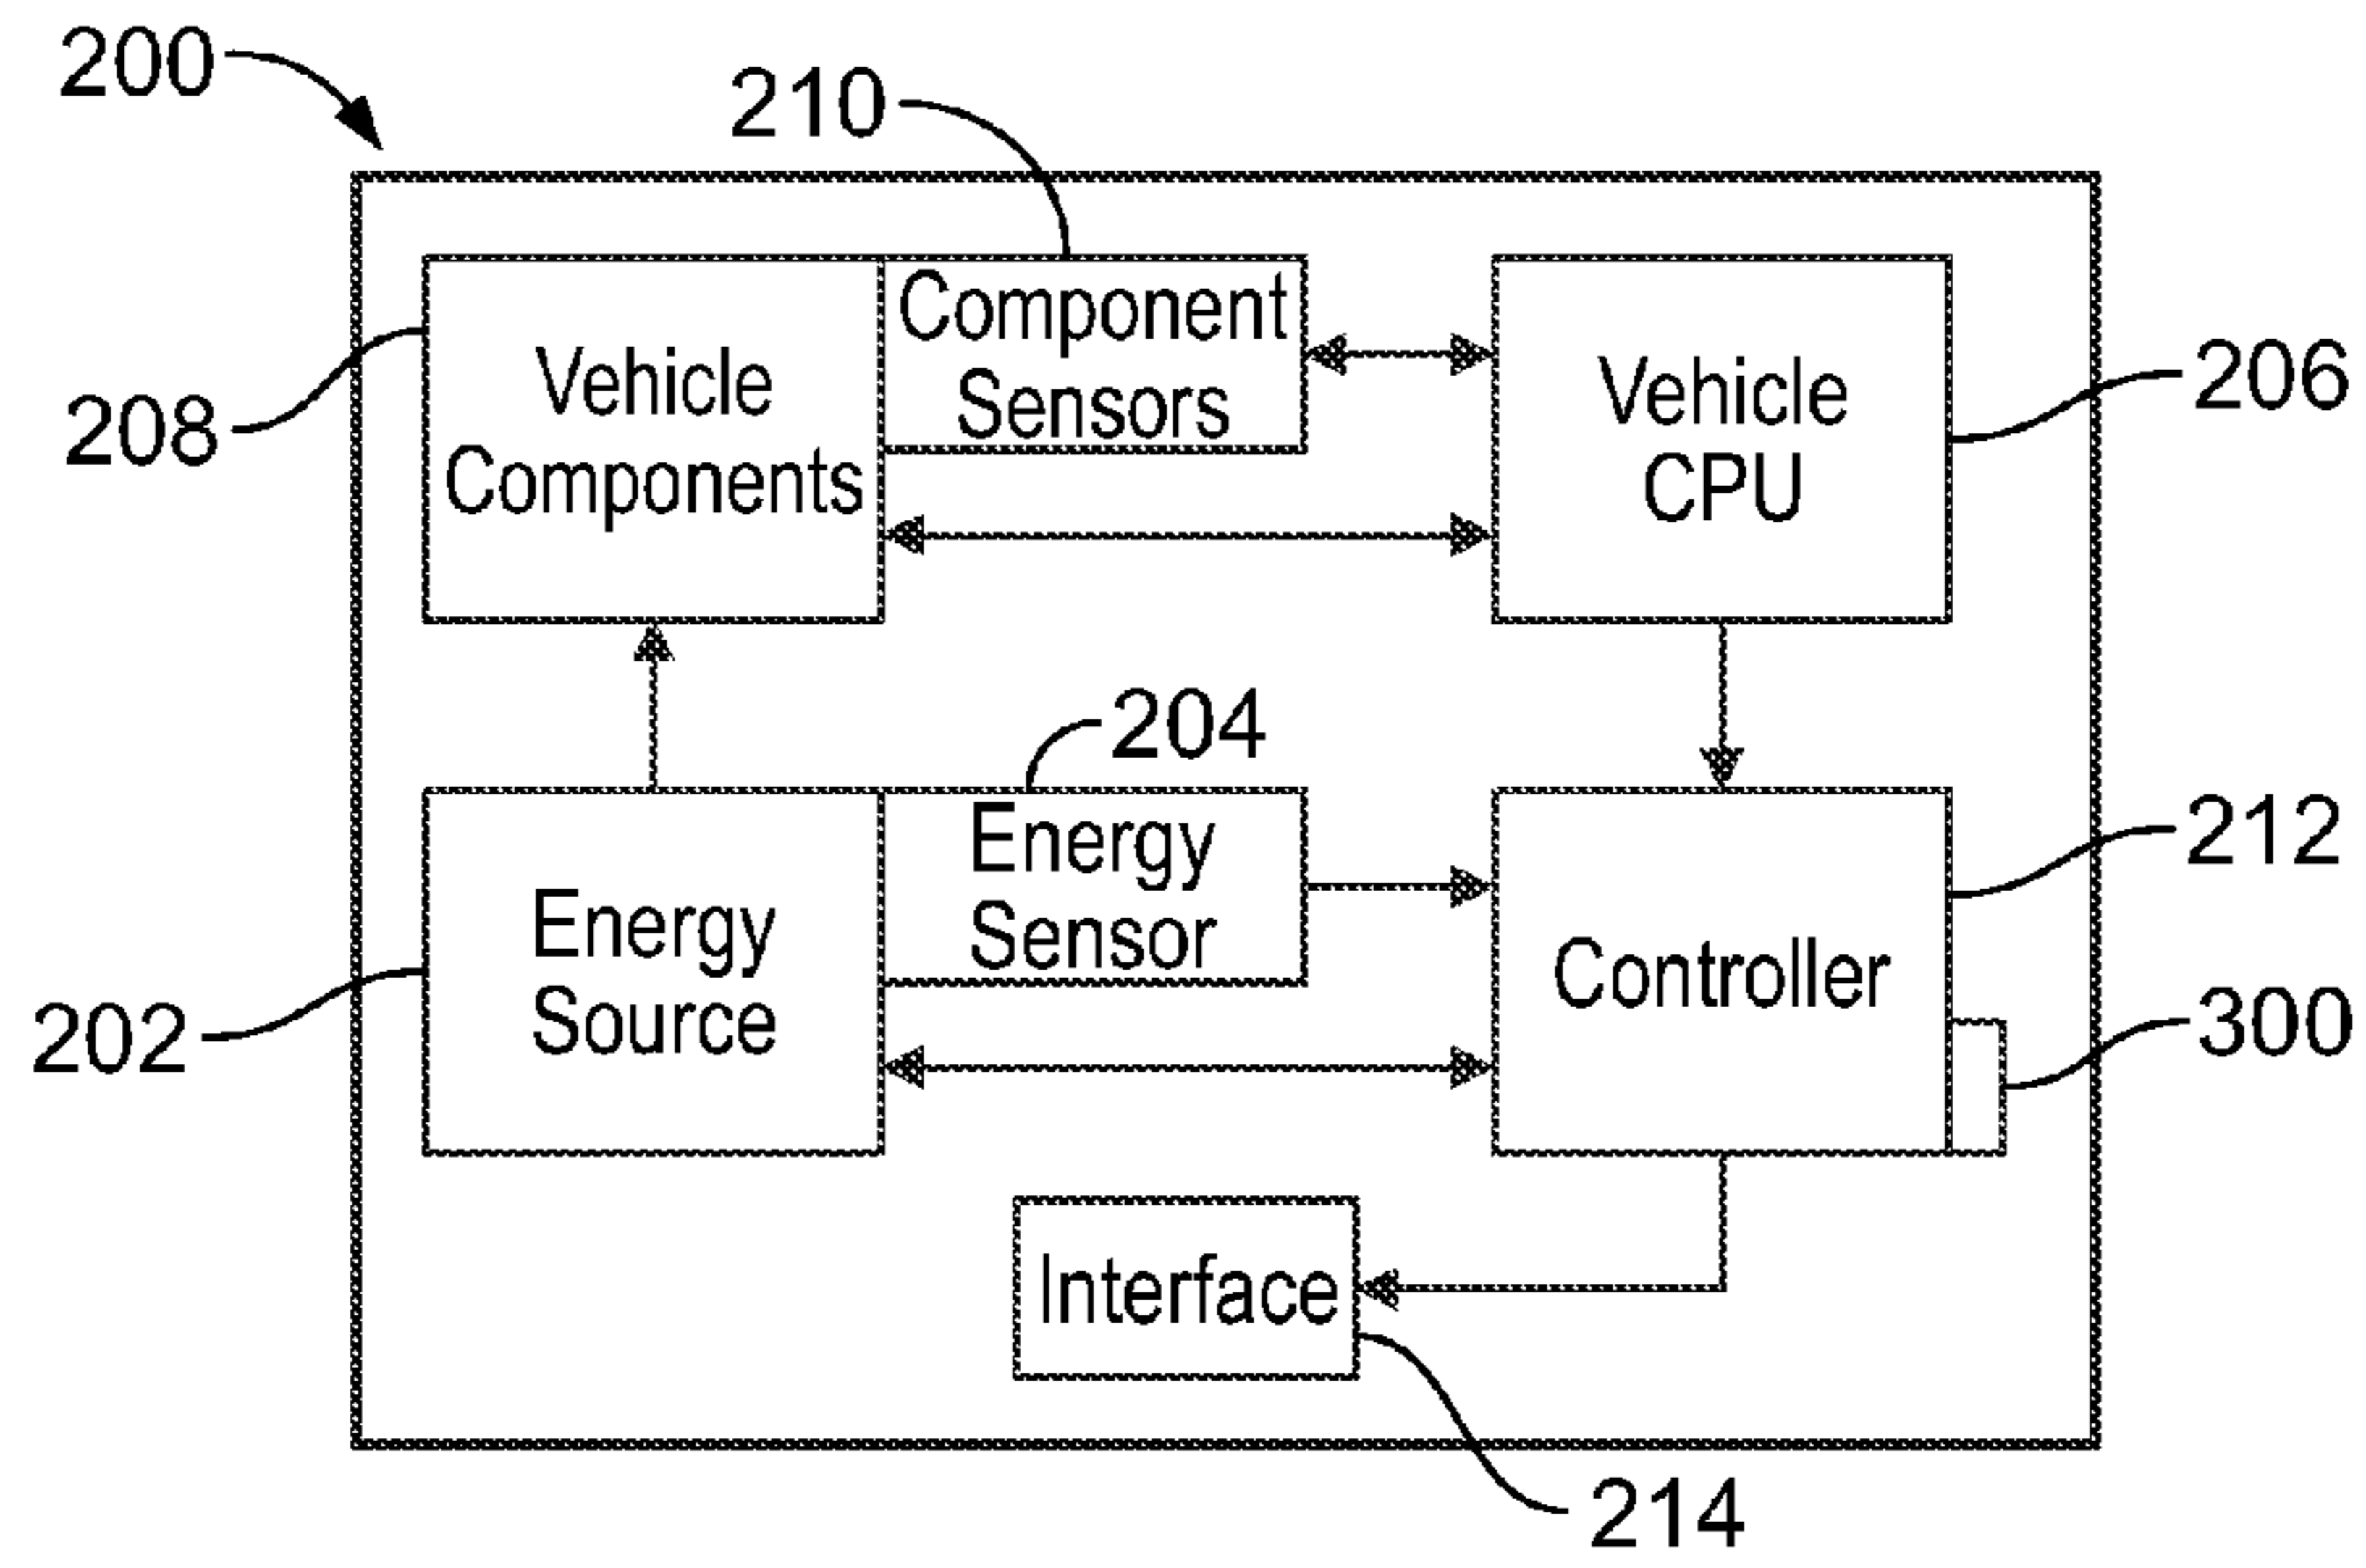 200
210
Component
Sensors
Vehicle
Components
208
Vehicle
CPU
206
204
Energy
Sensor
Energy
Source
202
Controller
212
300
Interface
214